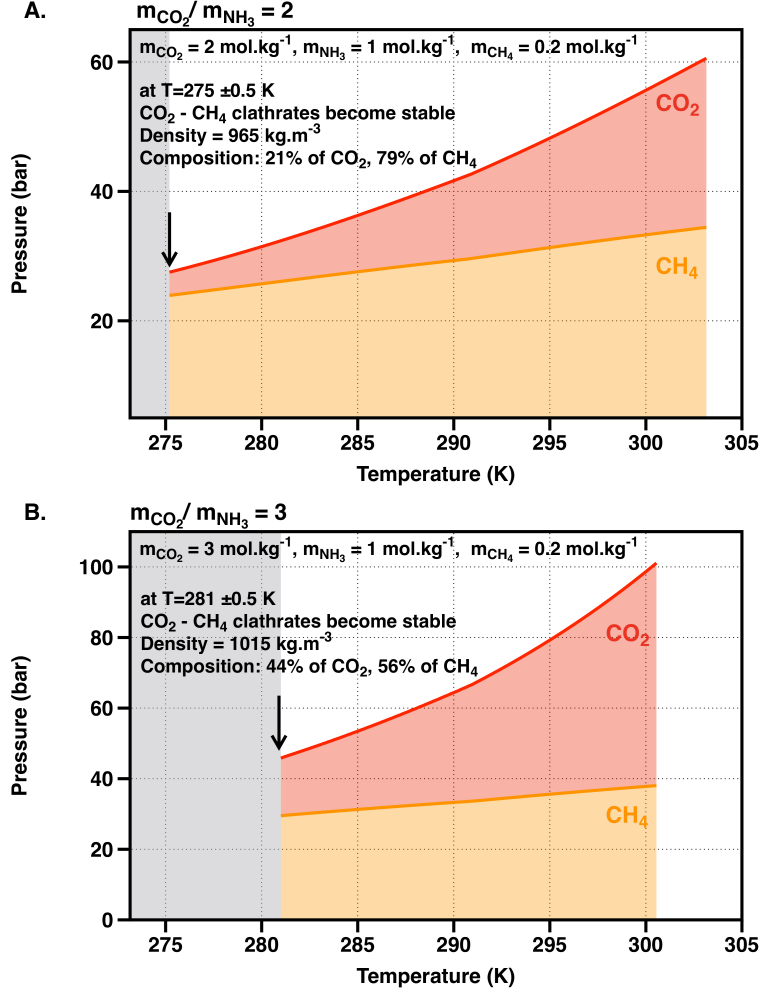 A.
mCO₂/ mNH₃ = 2
mCO₂ = 2 mol.kg⁻¹, mNH₃ = 1 mol.kg⁻¹, mCH₄ = 0.2 mol.kg⁻¹
at T=275 ±0.5 K
CO₂ - CH₄ clathrates become stable
Density = 965 kg.m⁻³
Composition: 21% of CO₂, 79% of CH₄
CO₂
CH₄
Pressure (bar)
60
40
20
275 280 285 290 295 300 305
Temperature (K)
B.
mCO₂/ mNH₃ = 3
mCO₂ = 3 mol.kg⁻¹, mNH₃ = 1 mol.kg⁻¹, mCH₄ = 0.2 mol.kg⁻¹
at T=281 ±0.5 K
CO₂ - CH₄ clathrates become stable
Density = 1015 kg.m⁻³
Composition: 44% of CO₂, 56% of CH₄
CO₂
CH₄
Pressure (bar)
100
80
60
40
20
0
275 280 285 290 295 300 305
Temperature (K)